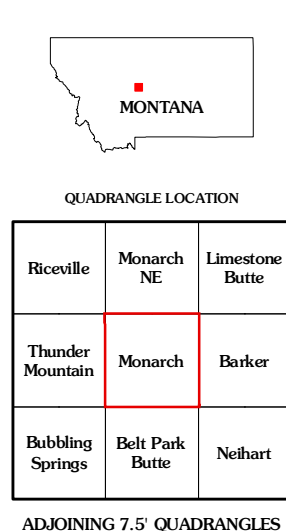 MONTANA
QUADRANGLE LOCATION
Riceville
Monarch
NE
Limestone
Butte
Thunder
Mountain
Monarch
Barker
Bubbling
Springs
Belt Park
Butte
Neihart
ADJOINING 7.5' QUADRANGLES